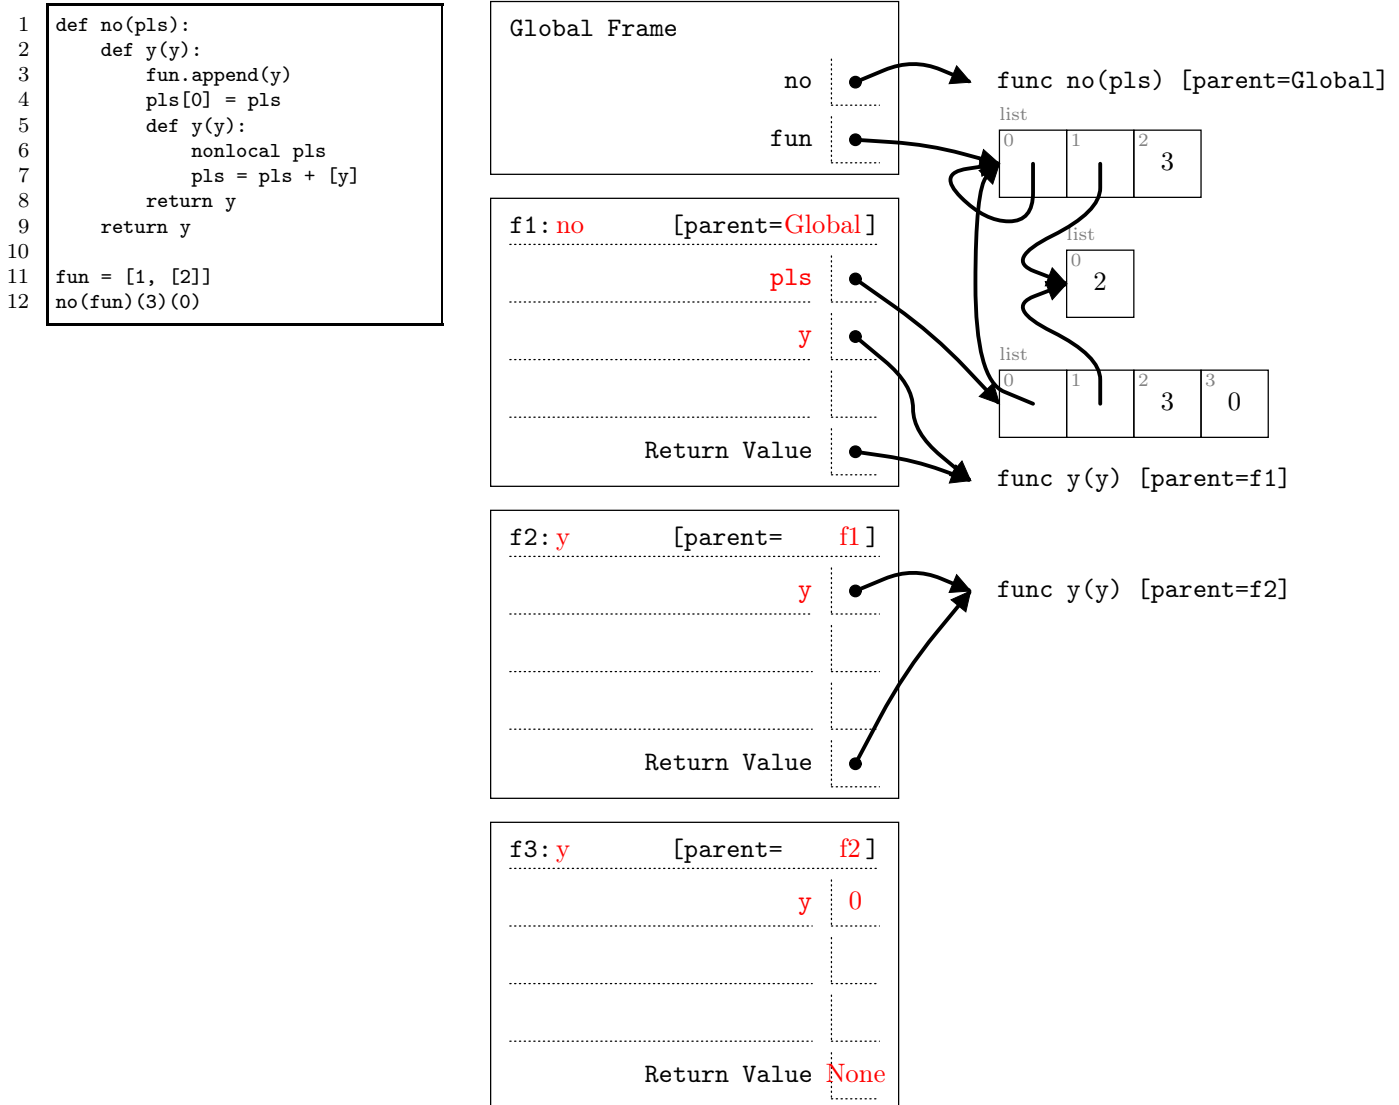 1 def no(pls):
2     def y(y):
3         fun.append(y)
4         pls[0] = pls
5         def y(y):
6             nonlocal pls
7             pls = pls + [y]
8         return y
9     return y
10
11 fun = [1, [2]]
12 no(fun)(3)(0)
Global Frame
no
func no(pls) [parent=Global]
fun
list
0 1 2
3
list
0
2
f1: no [parent=Global]
pls
y
Return Value
list
0 1 2 3
3 0
func y(y) [parent=f1]
f2: y [parent= f1]
y
func y(y) [parent=f2]
Return Value
f3: y [parent= f2]
y 0
Return Value None